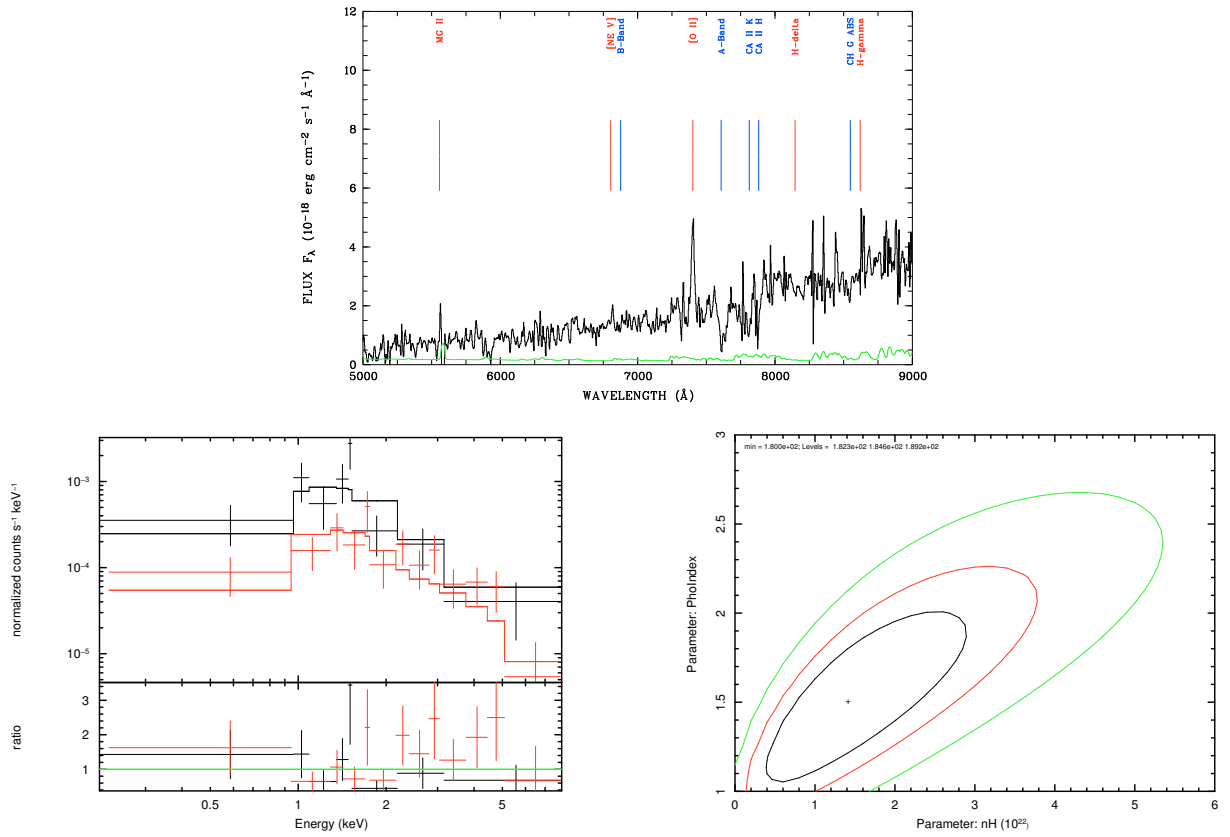 12
10
8
6
4
2
0
FLUX Fλ (10⁻¹⁸ erg cm⁻² s⁻¹ Å⁻¹)
MG II
[NE V]
B-Band
[O II]
A-Band
CA II K
CA II H
H-delta
CH G ABS
H-gamma
5000 6000 7000 8000 9000
WAVELENGTH (Å)
normalized counts s⁻¹ keV⁻¹
10⁻³
10⁻⁴
10⁻⁵
ratio
3
2
1
0.5 1 2 5
Energy (keV)
min = 1.800e+02; Levels = 1.823e+02 1.846e+02 1.892e+02
Parameter: PhoIndex
3
2.5
2
1.5
1
0 1 2 3 4 5 6
Parameter: nH (10²²)